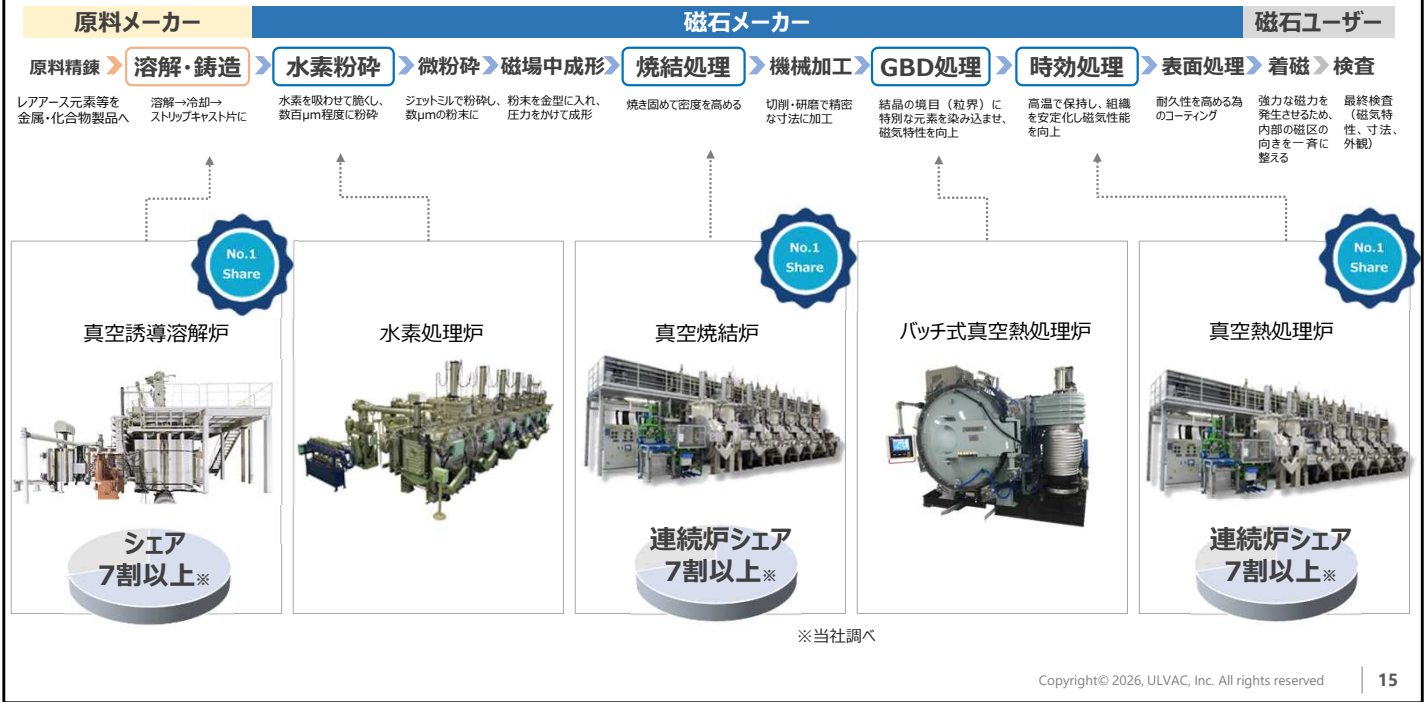 原料メーカー
磁石メーカー
磁石ユーザー
原料精錬
溶解・鋳造
水素粉砕
微粉砕
磁場中成形
焼結処理
機械加工
GBD処理
時効処理
表面処理
着磁
検査
レアアース元素等を
金属・化合物製品へ
溶解→冷却→
ストリップキャスト片に
水素を吸わせて脆くし、
数百μm程度に粉砕
ジェットミルで粉砕し、
数μmの粉末に
粉末を金型に入れ、
圧力をかけて成形
焼き固めて密度を高める
切削・研磨で精密
な寸法に加工
結晶の境目（粒界）に
特別な元素を染み込ませ、
磁気特性を向上
高温で保持し、組織
を安定化し磁気性能
を向上
耐久性を高める為
のコーティング
強力な磁力を
発生させるため、
内部の磁区の
向きを一斉に
整える
最終検査
（磁気特
性、寸法、
外観）
No.1
Share
真空誘導溶解炉
シェア
7割以上※
水素処理炉
No.1
Share
真空焼結炉
連続炉シェア
7割以上※
バッチ式真空熱処理炉
No.1
Share
真空熱処理炉
連続炉シェア
7割以上※
※当社調べ
Copyright© 2026, ULVAC, Inc. All rights reserved
15